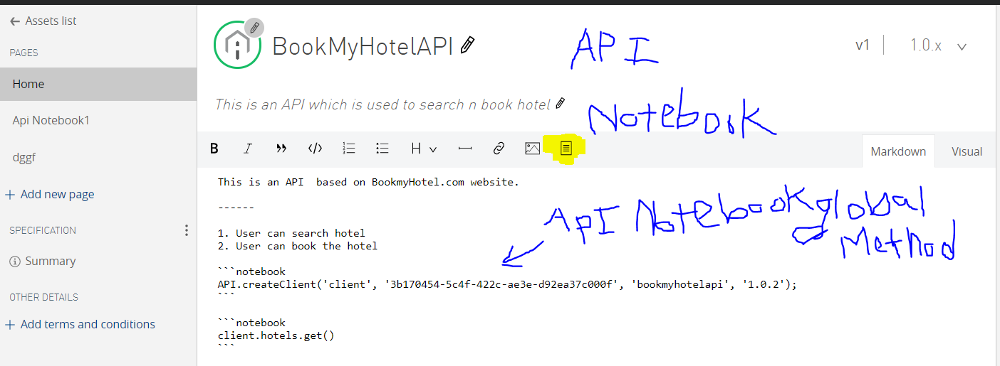 Assets list
PAGES
Home
Api Notebook1
dggf
Add new page
SPECIFICATION
Summary
OTHER DETAILS
Add terms and conditions
BookMyHotelAPI
v1 1.0.x
API
This is an API which is used to search n book hotel
Notebook
B I ” </> H
Markdown Visual
This is an API  based on BookmyHotel.com website.
------
1. User can search hotel
2. User can book the hotel
ApI Notebook global
Method
```notebook
API.createClient('client', '3b170454-5c4f-422c-ae3e-d92ea37c000f', 'bookmyhotelapi', '1.0.2');
```
```notebook
client.hotels.get()
```